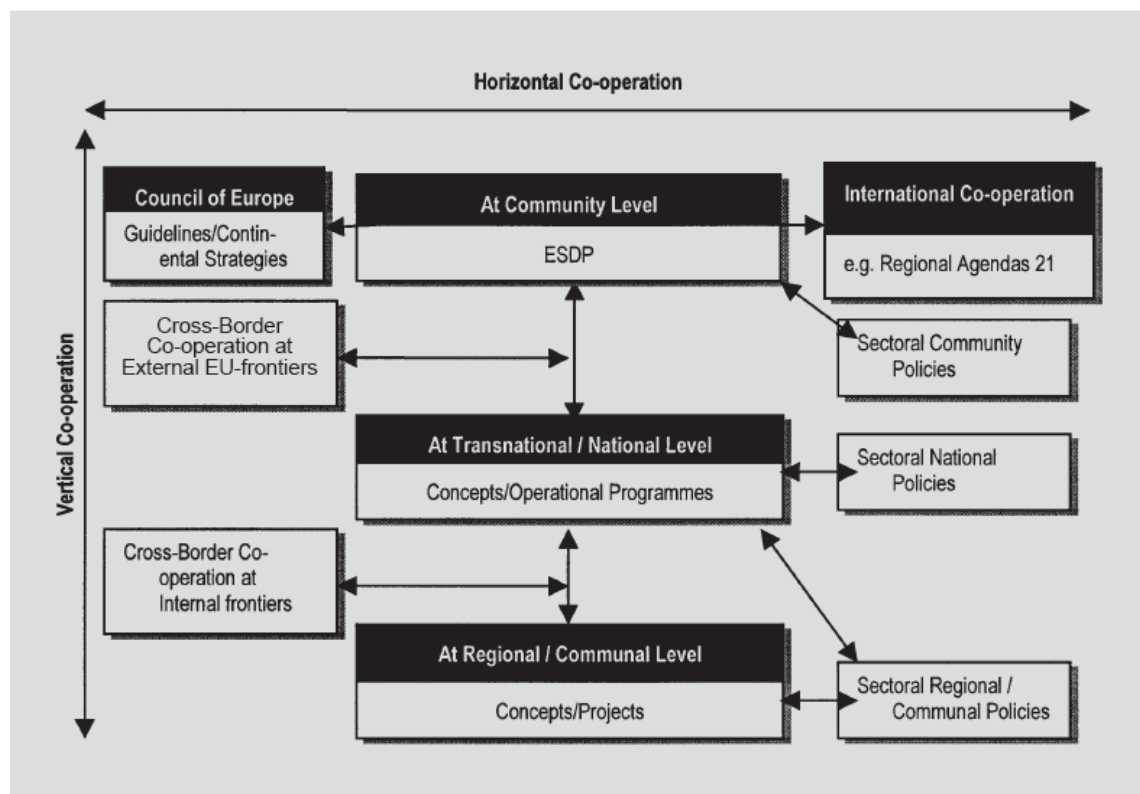 Horizontal Co-operation
Vertical Co-operation
Council of Europe
Guidelines/Contin-
ental Strategies
At Community Level
ESDP
International Co-operation
e.g. Regional Agendas 21
Cross-Border
Co-operation at
External EU-frontiers
Sectoral Community
Policies
At Transnational / National Level
Concepts/Operational Programmes
Sectoral National
Policies
Cross-Border Co-
operation at
Internal frontiers
At Regional / Communal Level
Concepts/Projects
Sectoral Regional /
Communal Policies